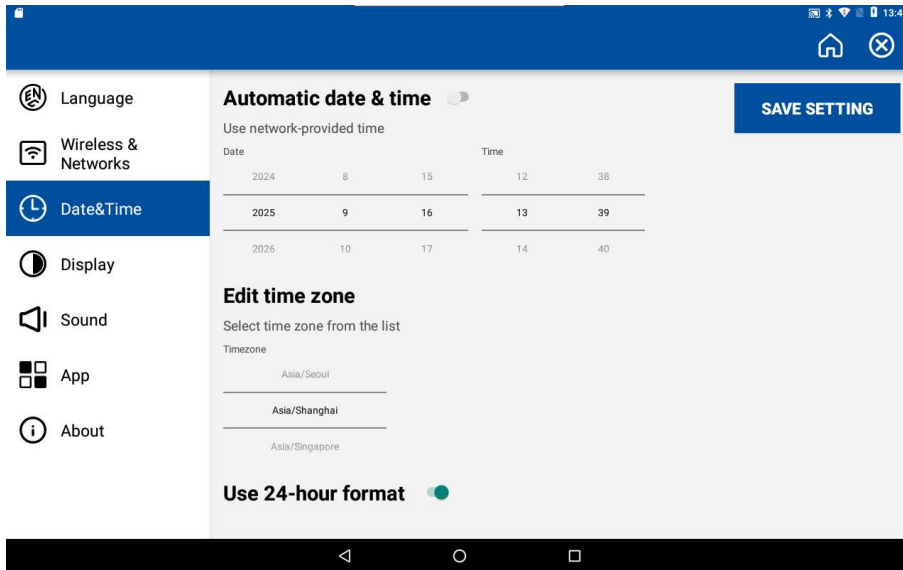 13:4
EN
Language
Wireless &
Networks
Date&Time
Display
Sound
App
About
Automatic date & time
SAVE SETTING
Use network-provided time
Date Time
2024 8 15 12 38
2025 9 16 13 39
2026 10 17 14 40
Edit time zone
Select time zone from the list
Timezone
Asia/Seoul
Asia/Shanghai
Asia/Singapore
Use 24-hour format